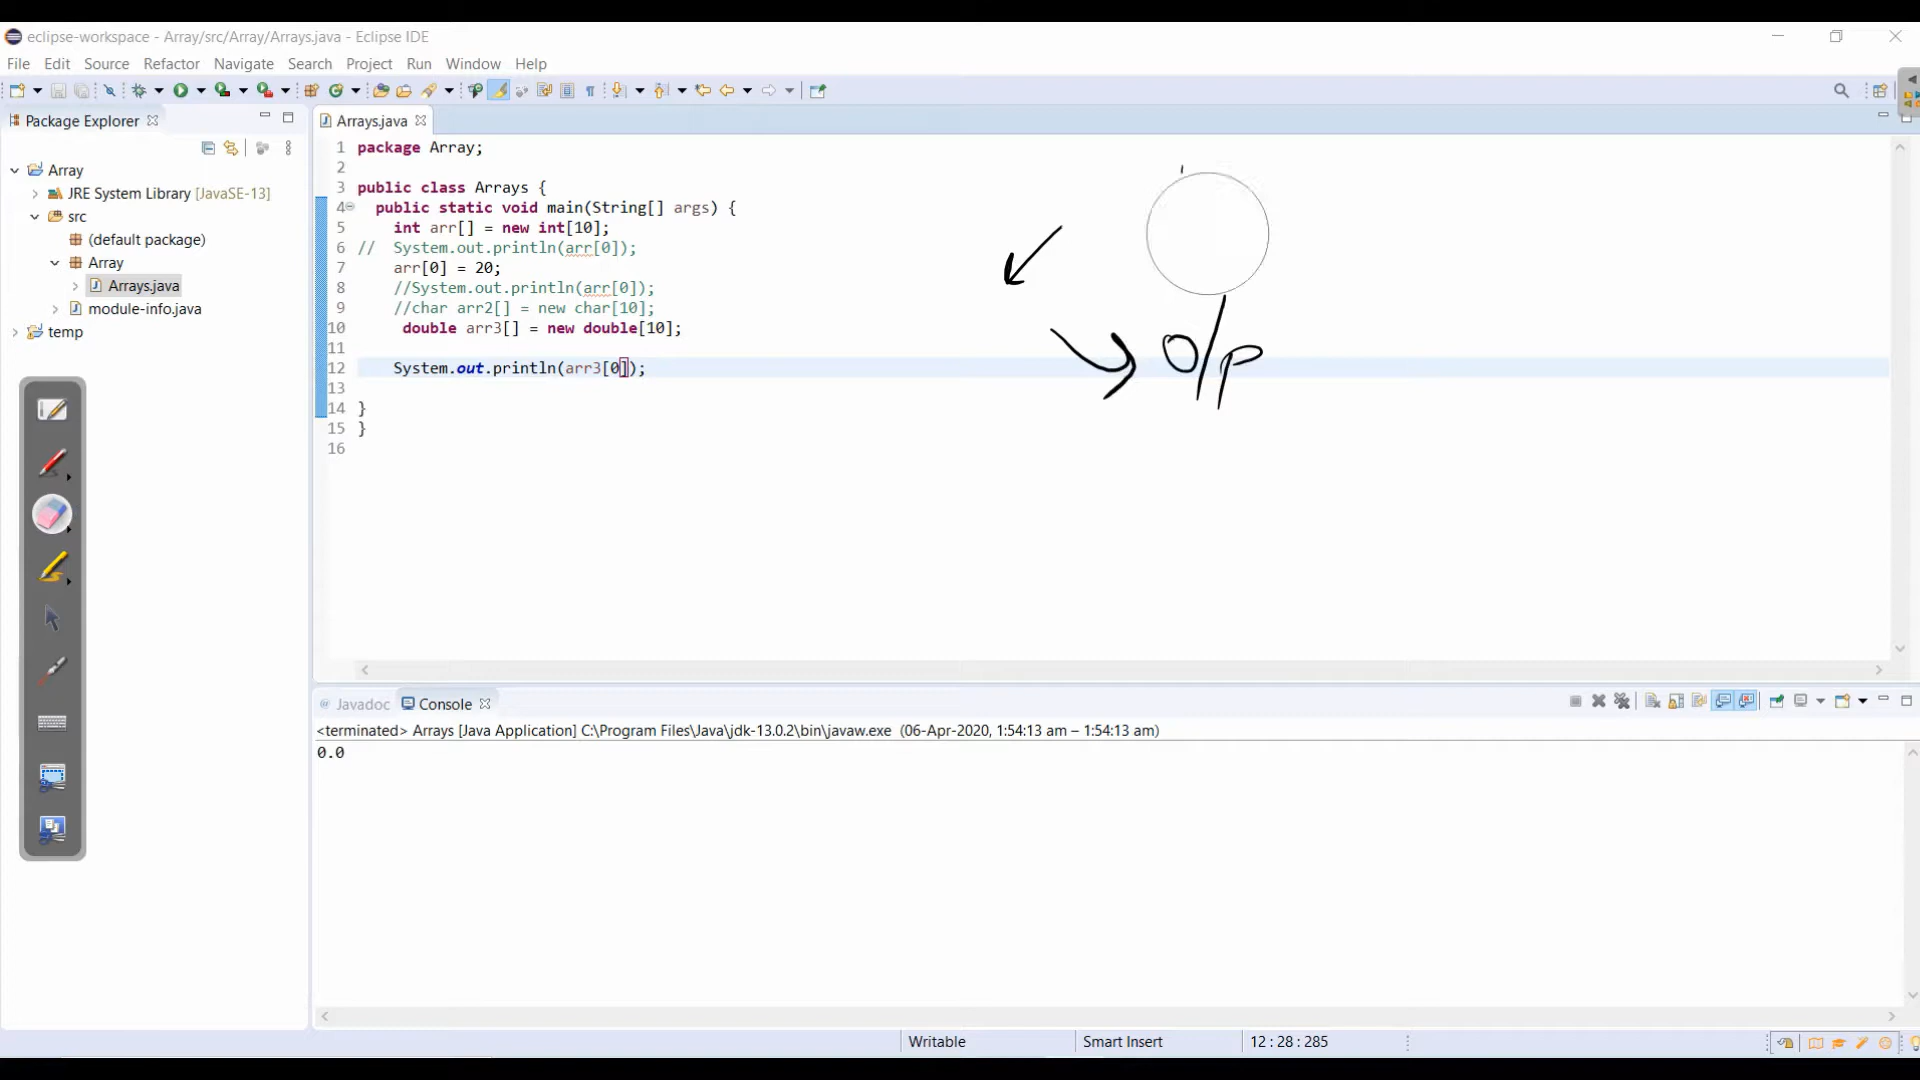 eclipse-workspace - Array/src/Array/Arrays.java - Eclipse IDE
File Edit Source Refactor Navigate Search Project Run Window Help
Package Explorer
Array
JRE System Library [JavaSE-13]
src
(default package)
Array
Arrays.java
module-info.java
temp
Arrays.java
1 package Array;
2
3 public class Arrays {
4 public static void main(String[] args) {
5 int arr[] = new int[10];
6 // System.out.println(arr[0]);
7 arr[0] = 20;
8 //System.out.println(arr[0]);
9 //char arr2[] = new char[10];
10 double arr3[] = new double[10];
11
12 System.out.println(arr3[0]);
13
14 }
15 }
16
O/P
@ Javadoc Console
<terminated> Arrays [Java Application] C:\Program Files\Java\jdk-13.0.2\bin\javaw.exe (06-Apr-2020, 1:54:13 am – 1:54:13 am)
0.0
Writable Smart Insert 12 : 28 : 285